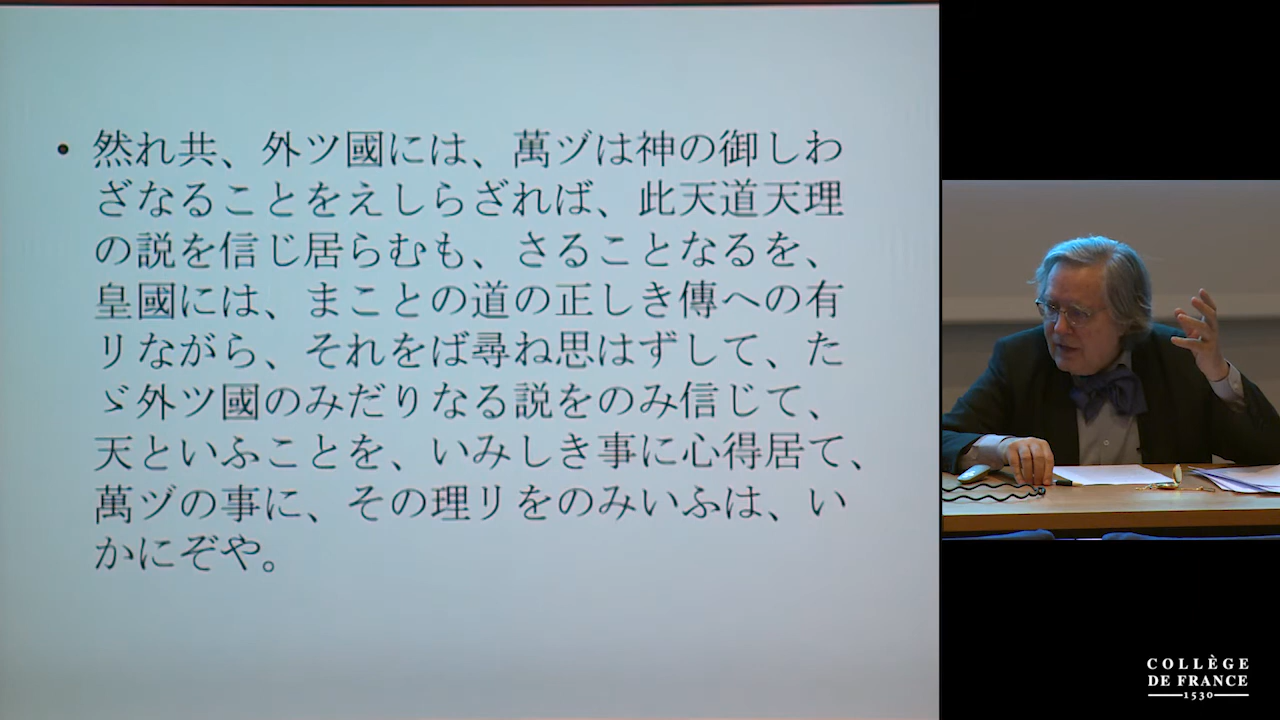 • 然れ共、外ツ國には、萬ヅは神の御しわ
ざなることをえしらざれば、此天道天理
の説を信じ居らむも、さることなるを、
皇國には、まことの道の正しき傳への有
リながら、それをば尋ね思はずして、た
ゞ外ツ國のみだりなる説をのみ信じて、
天といふことを、いみしき事に心得居て、
萬ヅの事に、その理リをのみいふは、い
かにぞや。
COLLÈGE
DE FRANCE
1530